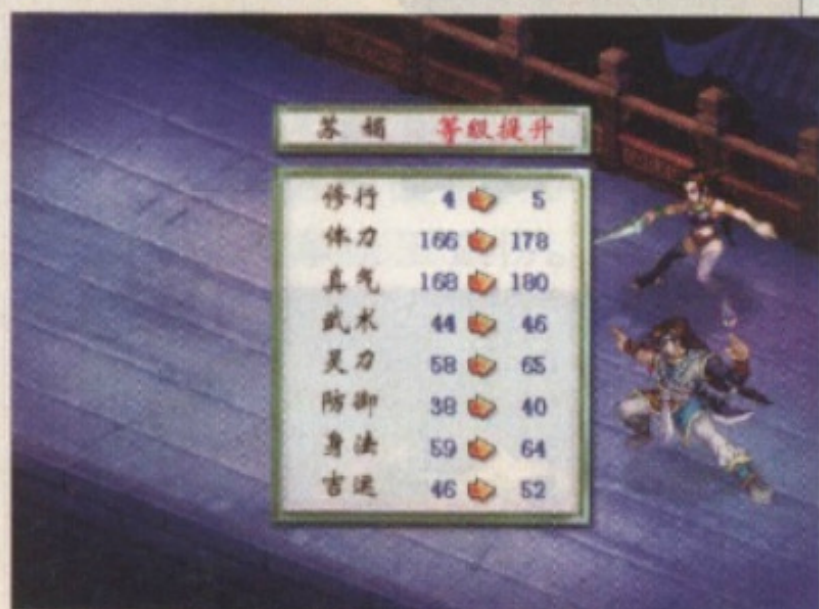 苏媚 等级提升
修行 4 5
体力 166 178
真气 168 180
武术 44 46
灵力 58 65
防御 38 40
身法 59 64
吉运 46 52